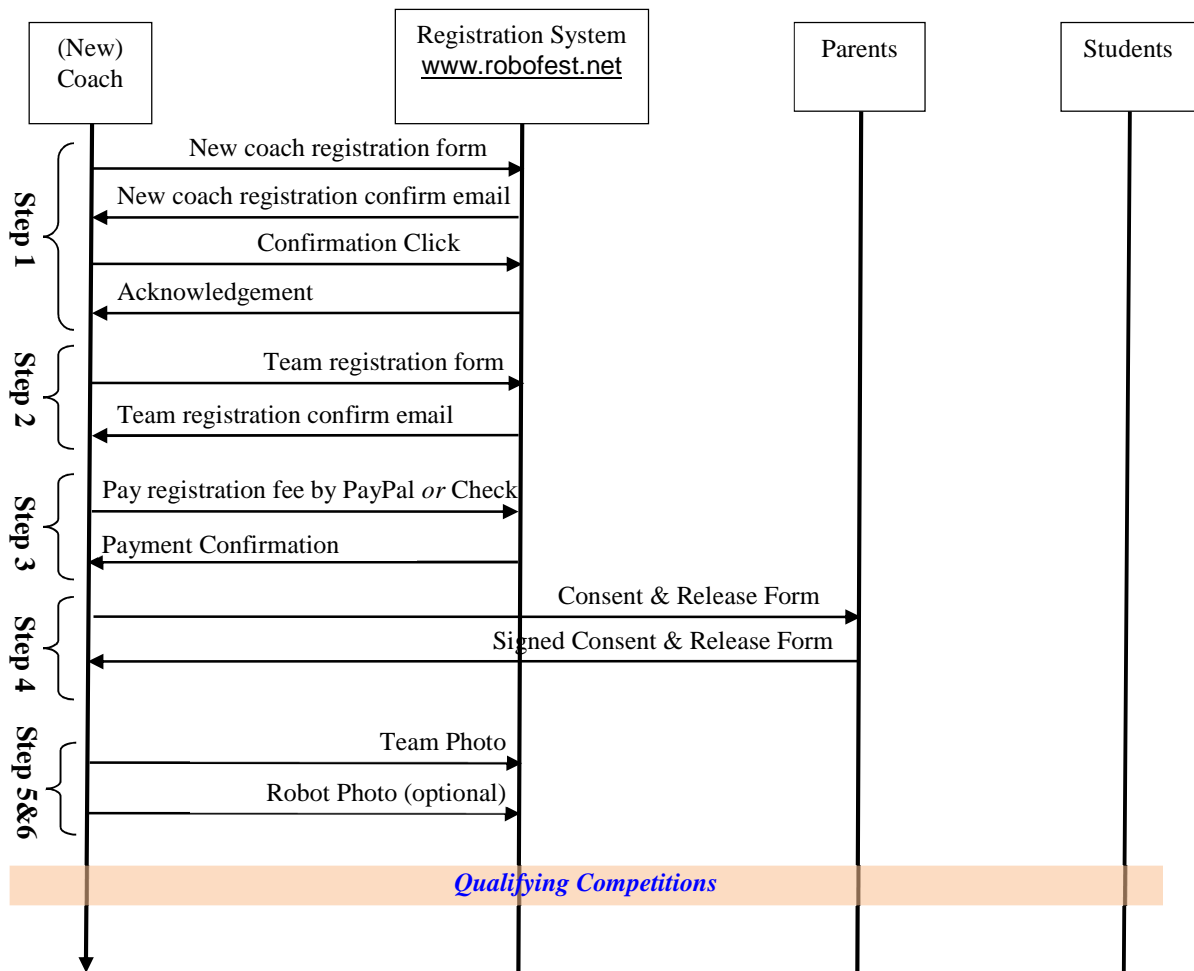 (New)
Coach
Registration System
www.robofest.net
Parents
Students
Step 1
New coach registration form
New coach registration confirm email
Confirmation Click
Acknowledgement
Step 2
Team registration form
Team registration confirm email
Step 3
Pay registration fee by PayPal or Check
Payment Confirmation
Step 4
Consent & Release Form
Signed Consent & Release Form
Step 5&6
Team Photo
Robot Photo (optional)
Qualifying Competitions